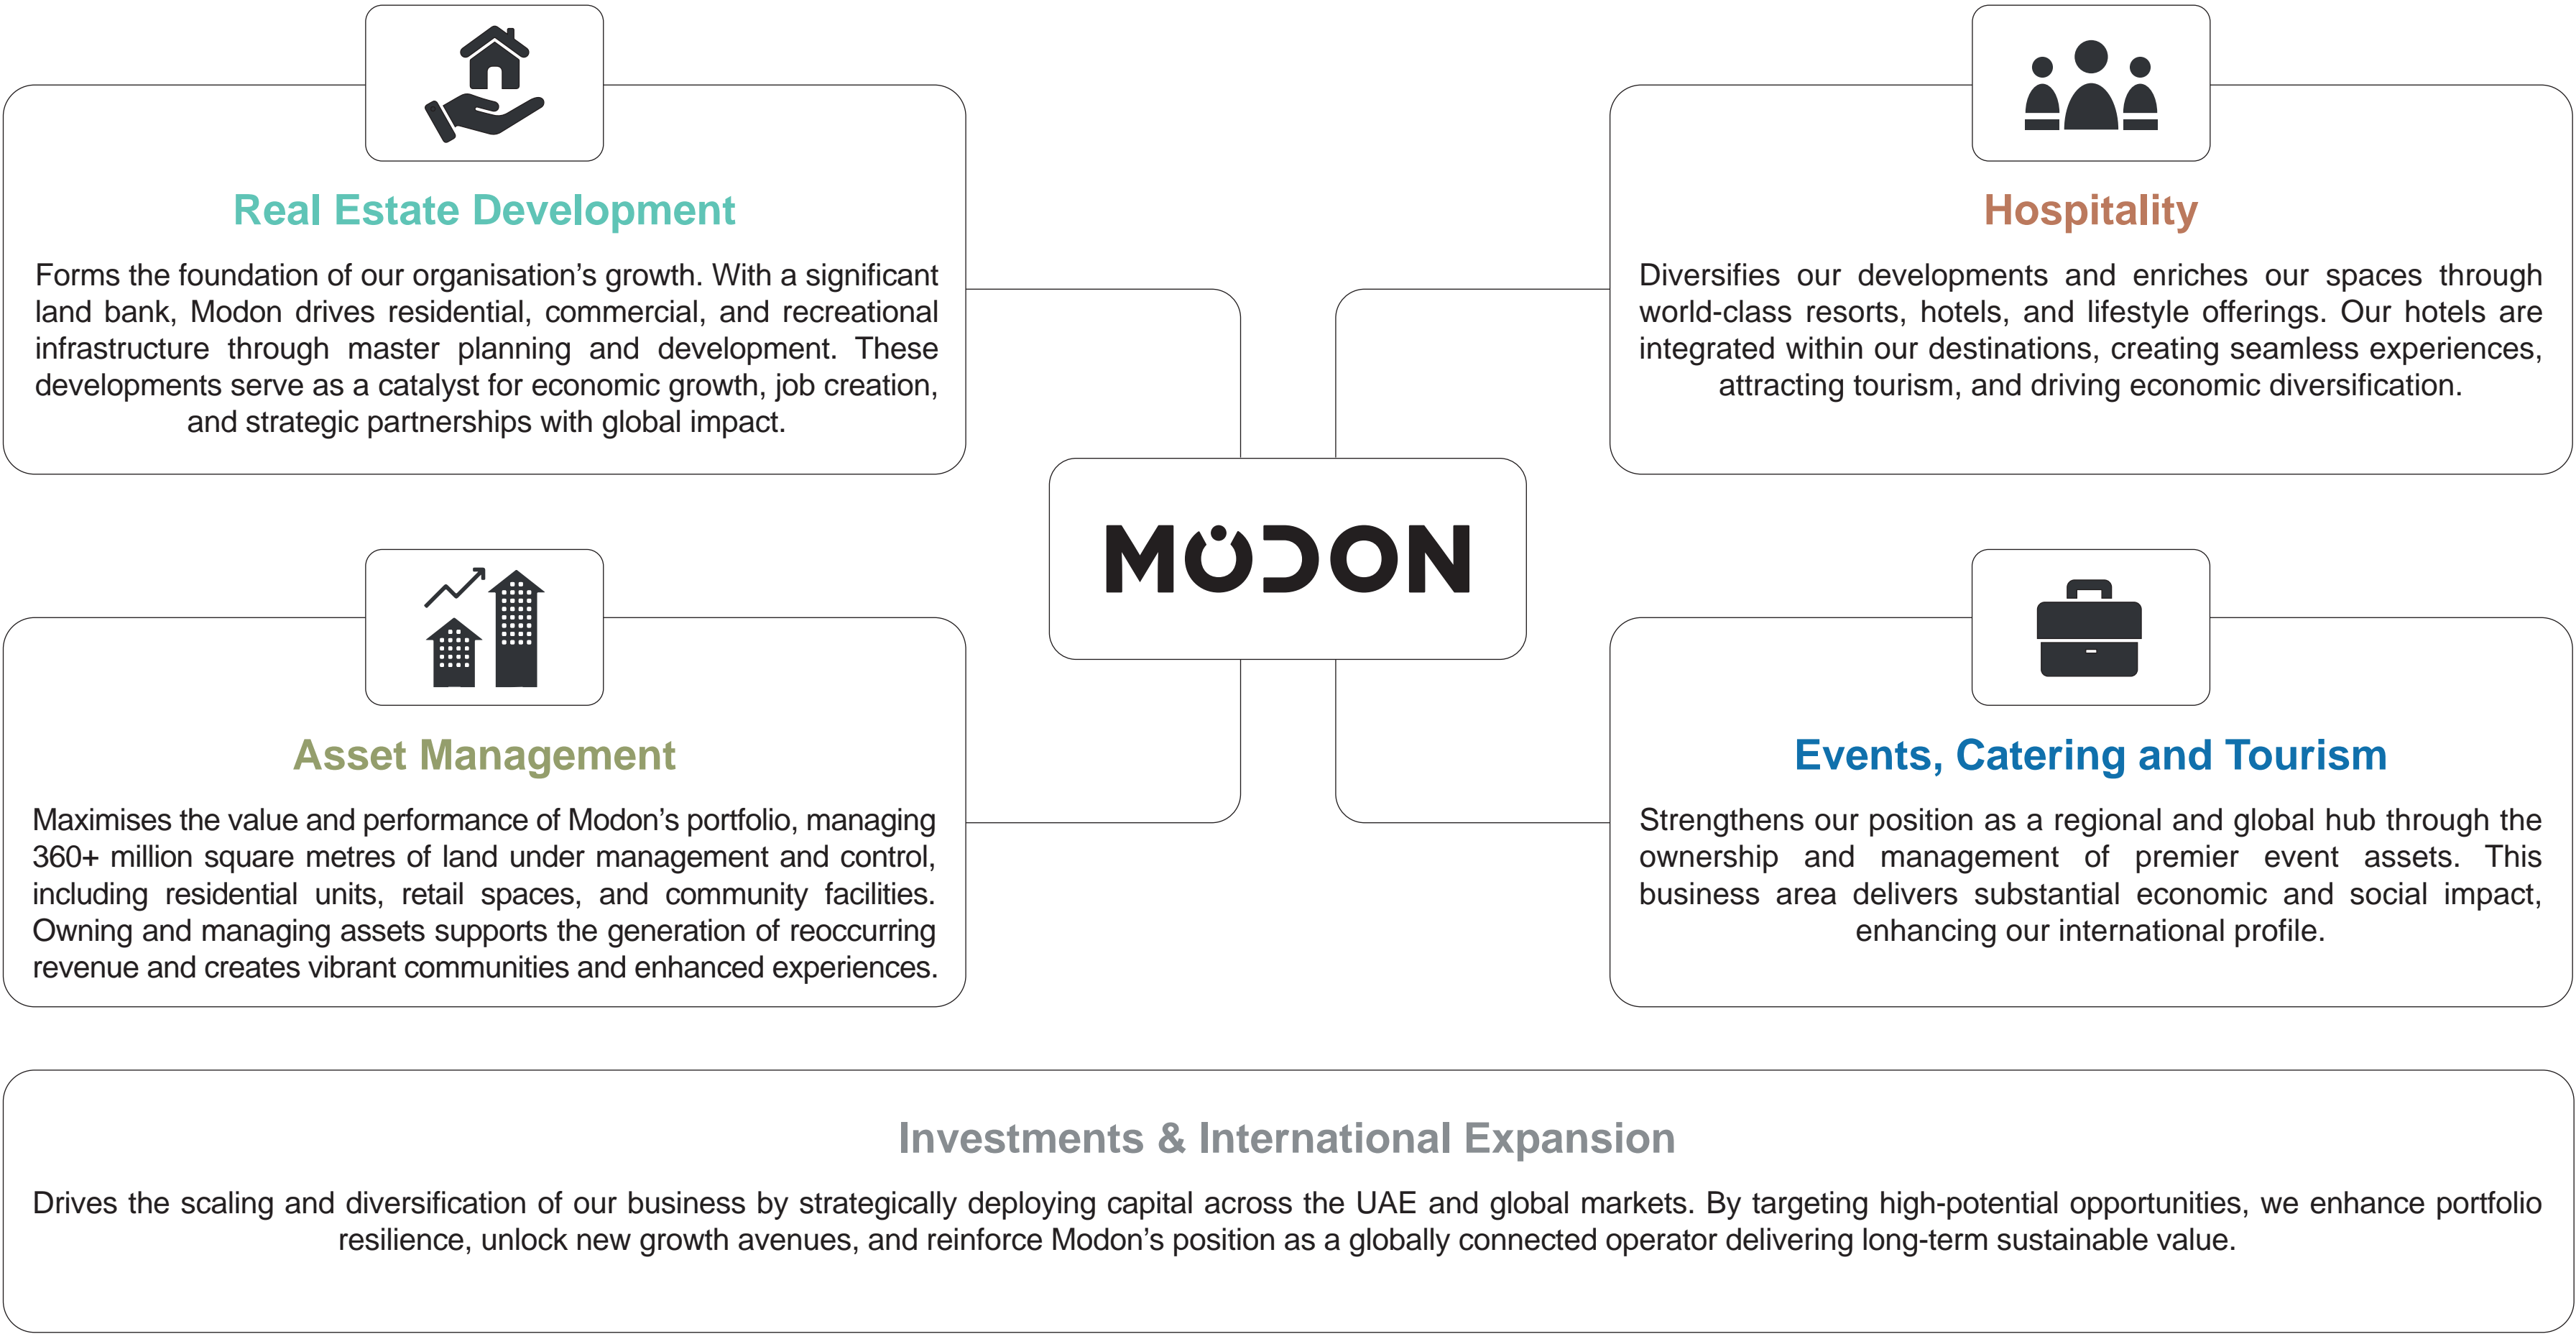 Real Estate Development
Forms the foundation of our organisation’s growth. With a significant
land bank, Modon drives residential, commercial, and recreational
infrastructure through master planning and development. These
developments serve as a catalyst for economic growth, job creation,
and strategic partnerships with global impact.
Hospitality
Diversifies our developments and enriches our spaces through
world-class resorts, hotels, and lifestyle offerings. Our hotels are
integrated within our destinations, creating seamless experiences,
attracting tourism, and driving economic diversification.
MODON
Asset Management
Maximises the value and performance of Modon’s portfolio, managing
360+ million square metres of land under management and control,
including residential units, retail spaces, and community facilities.
Owning and managing assets supports the generation of reoccurring
revenue and creates vibrant communities and enhanced experiences.
Events, Catering and Tourism
Strengthens our position as a regional and global hub through the
ownership and management of premier event assets. This
business area delivers substantial economic and social impact,
enhancing our international profile.
Investments & International Expansion
Drives the scaling and diversification of our business by strategically deploying capital across the UAE and global markets. By targeting high-potential opportunities, we enhance portfolio
resilience, unlock new growth avenues, and reinforce Modon’s position as a globally connected operator delivering long-term sustainable value.